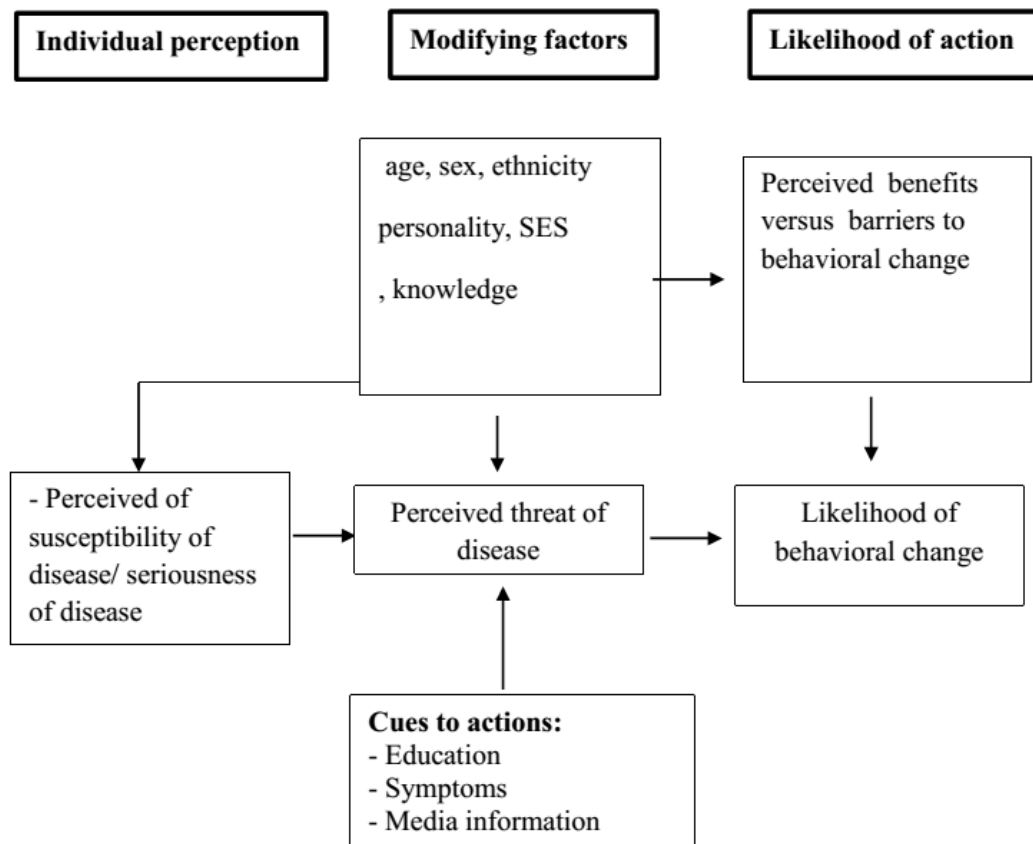 Individual perception
Modifying factors
Likelihood of action
age, sex, ethnicity
personality, SES
, knowledge
Perceived benefits
versus barriers to
behavioral change
- Perceived of
susceptibility of
disease/ seriousness
of disease
Perceived threat of
disease
Likelihood of
behavioral change
Cues to actions:
- Education
- Symptoms
- Media information